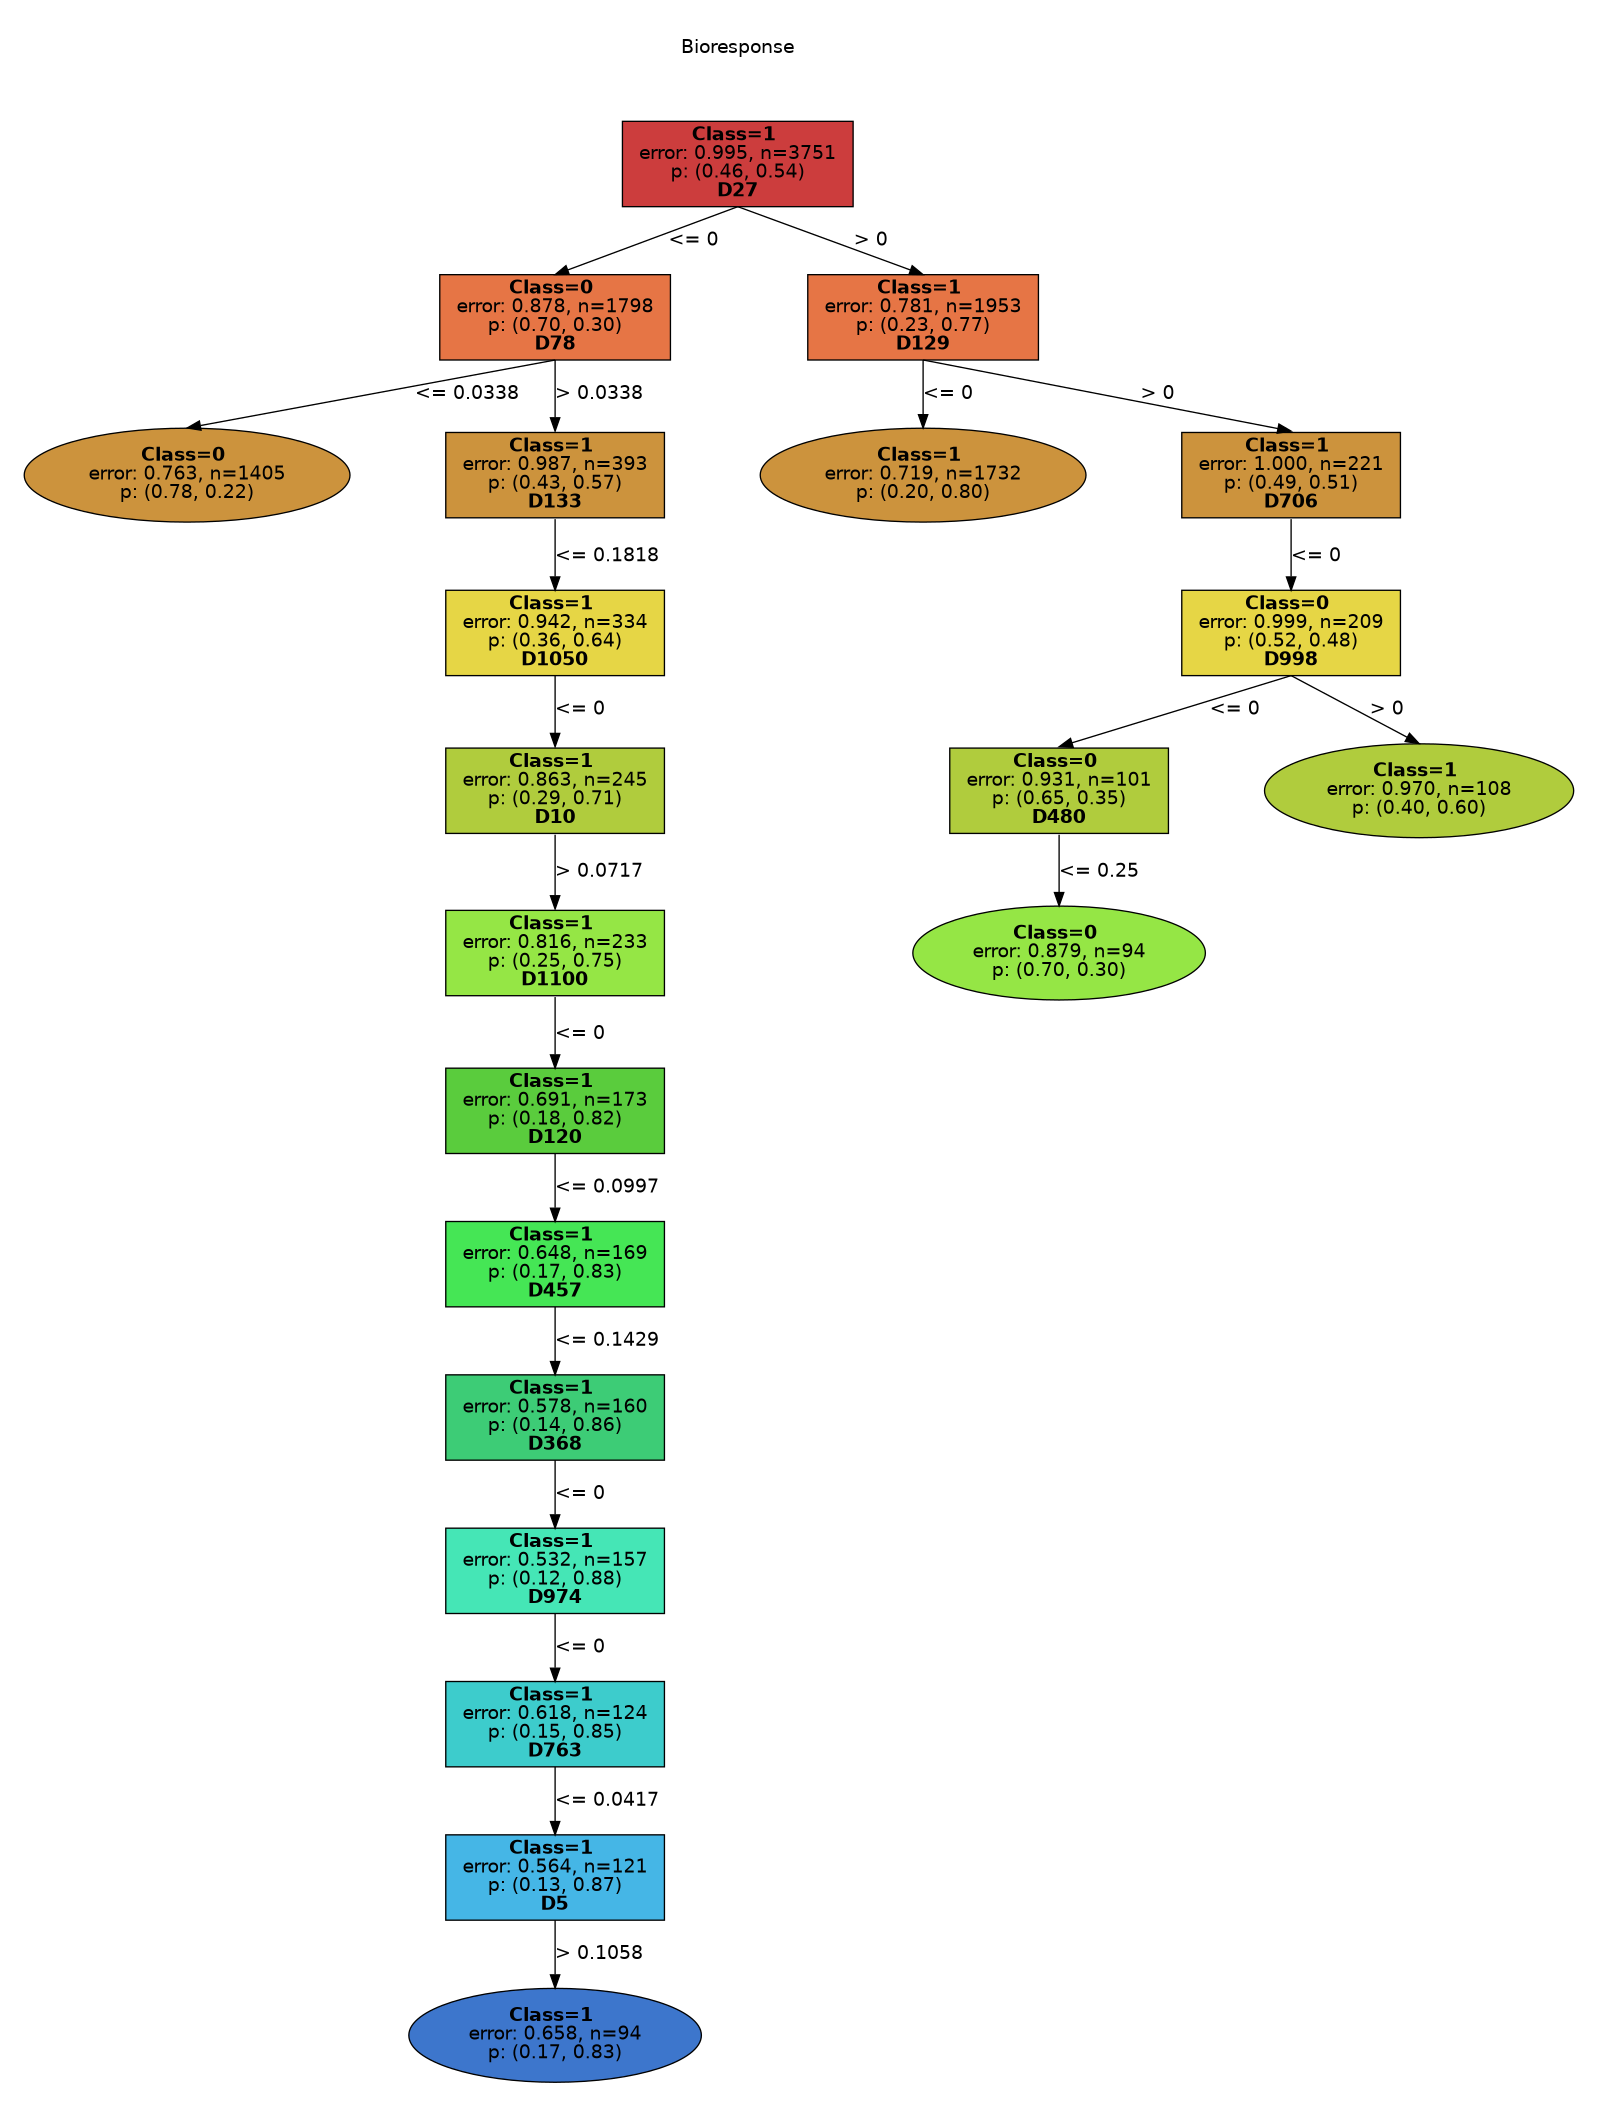 Bioresponse
Class=1
error: 0.995, n=3751
p: (0.46, 0.54)
D27
<= 0
> 0
Class=0
error: 0.878, n=1798
p: (0.70, 0.30)
D78
Class=1
error: 0.781, n=1953
p: (0.23, 0.77)
D129
<= 0.0338
> 0.0338
<= 0
> 0
Class=0
error: 0.763, n=1405
p: (0.78, 0.22)
Class=1
error: 0.987, n=393
p: (0.43, 0.57)
D133
Class=1
error: 0.719, n=1732
p: (0.20, 0.80)
Class=1
error: 1.000, n=221
p: (0.49, 0.51)
D706
<= 0.1818
<= 0
Class=1
error: 0.942, n=334
p: (0.36, 0.64)
D1050
Class=0
error: 0.999, n=209
p: (0.52, 0.48)
D998
<= 0
<= 0
> 0
Class=1
error: 0.863, n=245
p: (0.29, 0.71)
D10
Class=0
error: 0.931, n=101
p: (0.65, 0.35)
D480
Class=1
error: 0.970, n=108
p: (0.40, 0.60)
> 0.0717
<= 0.25
Class=1
error: 0.816, n=233
p: (0.25, 0.75)
D1100
Class=0
error: 0.879, n=94
p: (0.70, 0.30)
<= 0
Class=1
error: 0.691, n=173
p: (0.18, 0.82)
D120
<= 0.0997
Class=1
error: 0.648, n=169
p: (0.17, 0.83)
D457
<= 0.1429
Class=1
error: 0.578, n=160
p: (0.14, 0.86)
D368
<= 0
Class=1
error: 0.532, n=157
p: (0.12, 0.88)
D974
<= 0
Class=1
error: 0.618, n=124
p: (0.15, 0.85)
D763
<= 0.0417
Class=1
error: 0.564, n=121
p: (0.13, 0.87)
D5
> 0.1058
Class=1
error: 0.658, n=94
p: (0.17, 0.83)